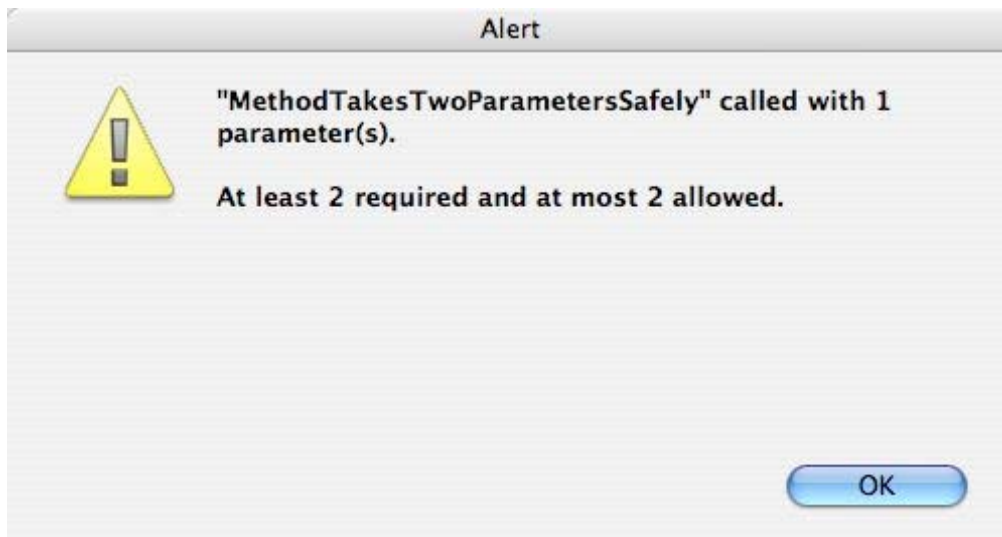 Alert
"MethodTakesTwoParametersSafely" called with 1
parameter(s).
At least 2 required and at most 2 allowed.
OK